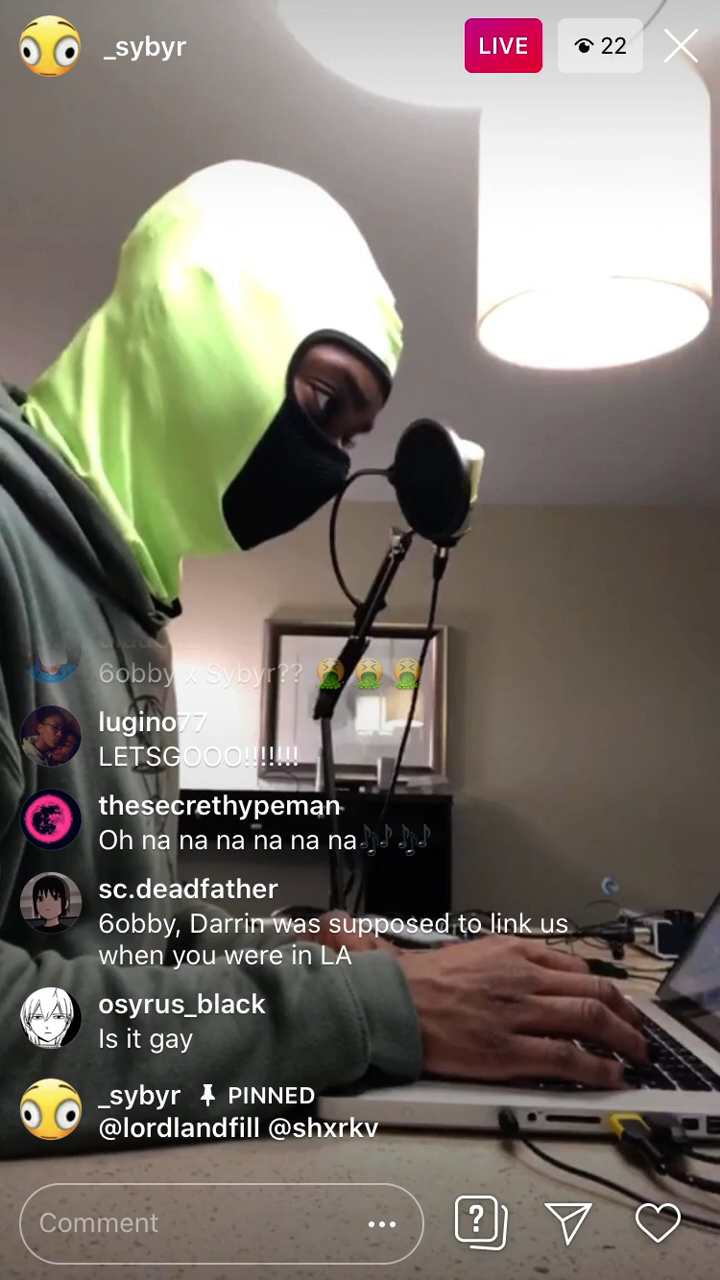 _sybyr
LIVE
22
6obby x Sybyr?? 🤮 🤮 🤮
lugino77
LETSGOOO!!!!!!!
thesecrethypeman
Oh na na na na na na🎶 🎶
sc.deadfather
6obby, Darrin was supposed to link us
when you were in LA
osyrus_black
Is it gay
_sybyr 📌 PINNED
@lordlandfill @shxrkv
Comment
?